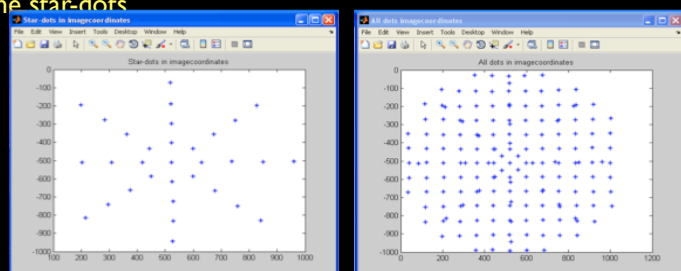 ne star-dots
Star-dots in imagecoordinates
File Edit View Insert Tools Desktop Window Help
Star-dots in imagecoordinates
0
-100
-200
-300
-400
-500
-600
-700
-800
-900
-1000
100 200 300 400 500 600 700 800 900 1000
All dots imagecoordinates
File Edit View Insert Tools Desktop Window Help
All dots in imagecoordinates
0
-100
-200
-300
-400
-500
-600
-700
-800
-900
-1000
0 200 400 600 800 1000 1200